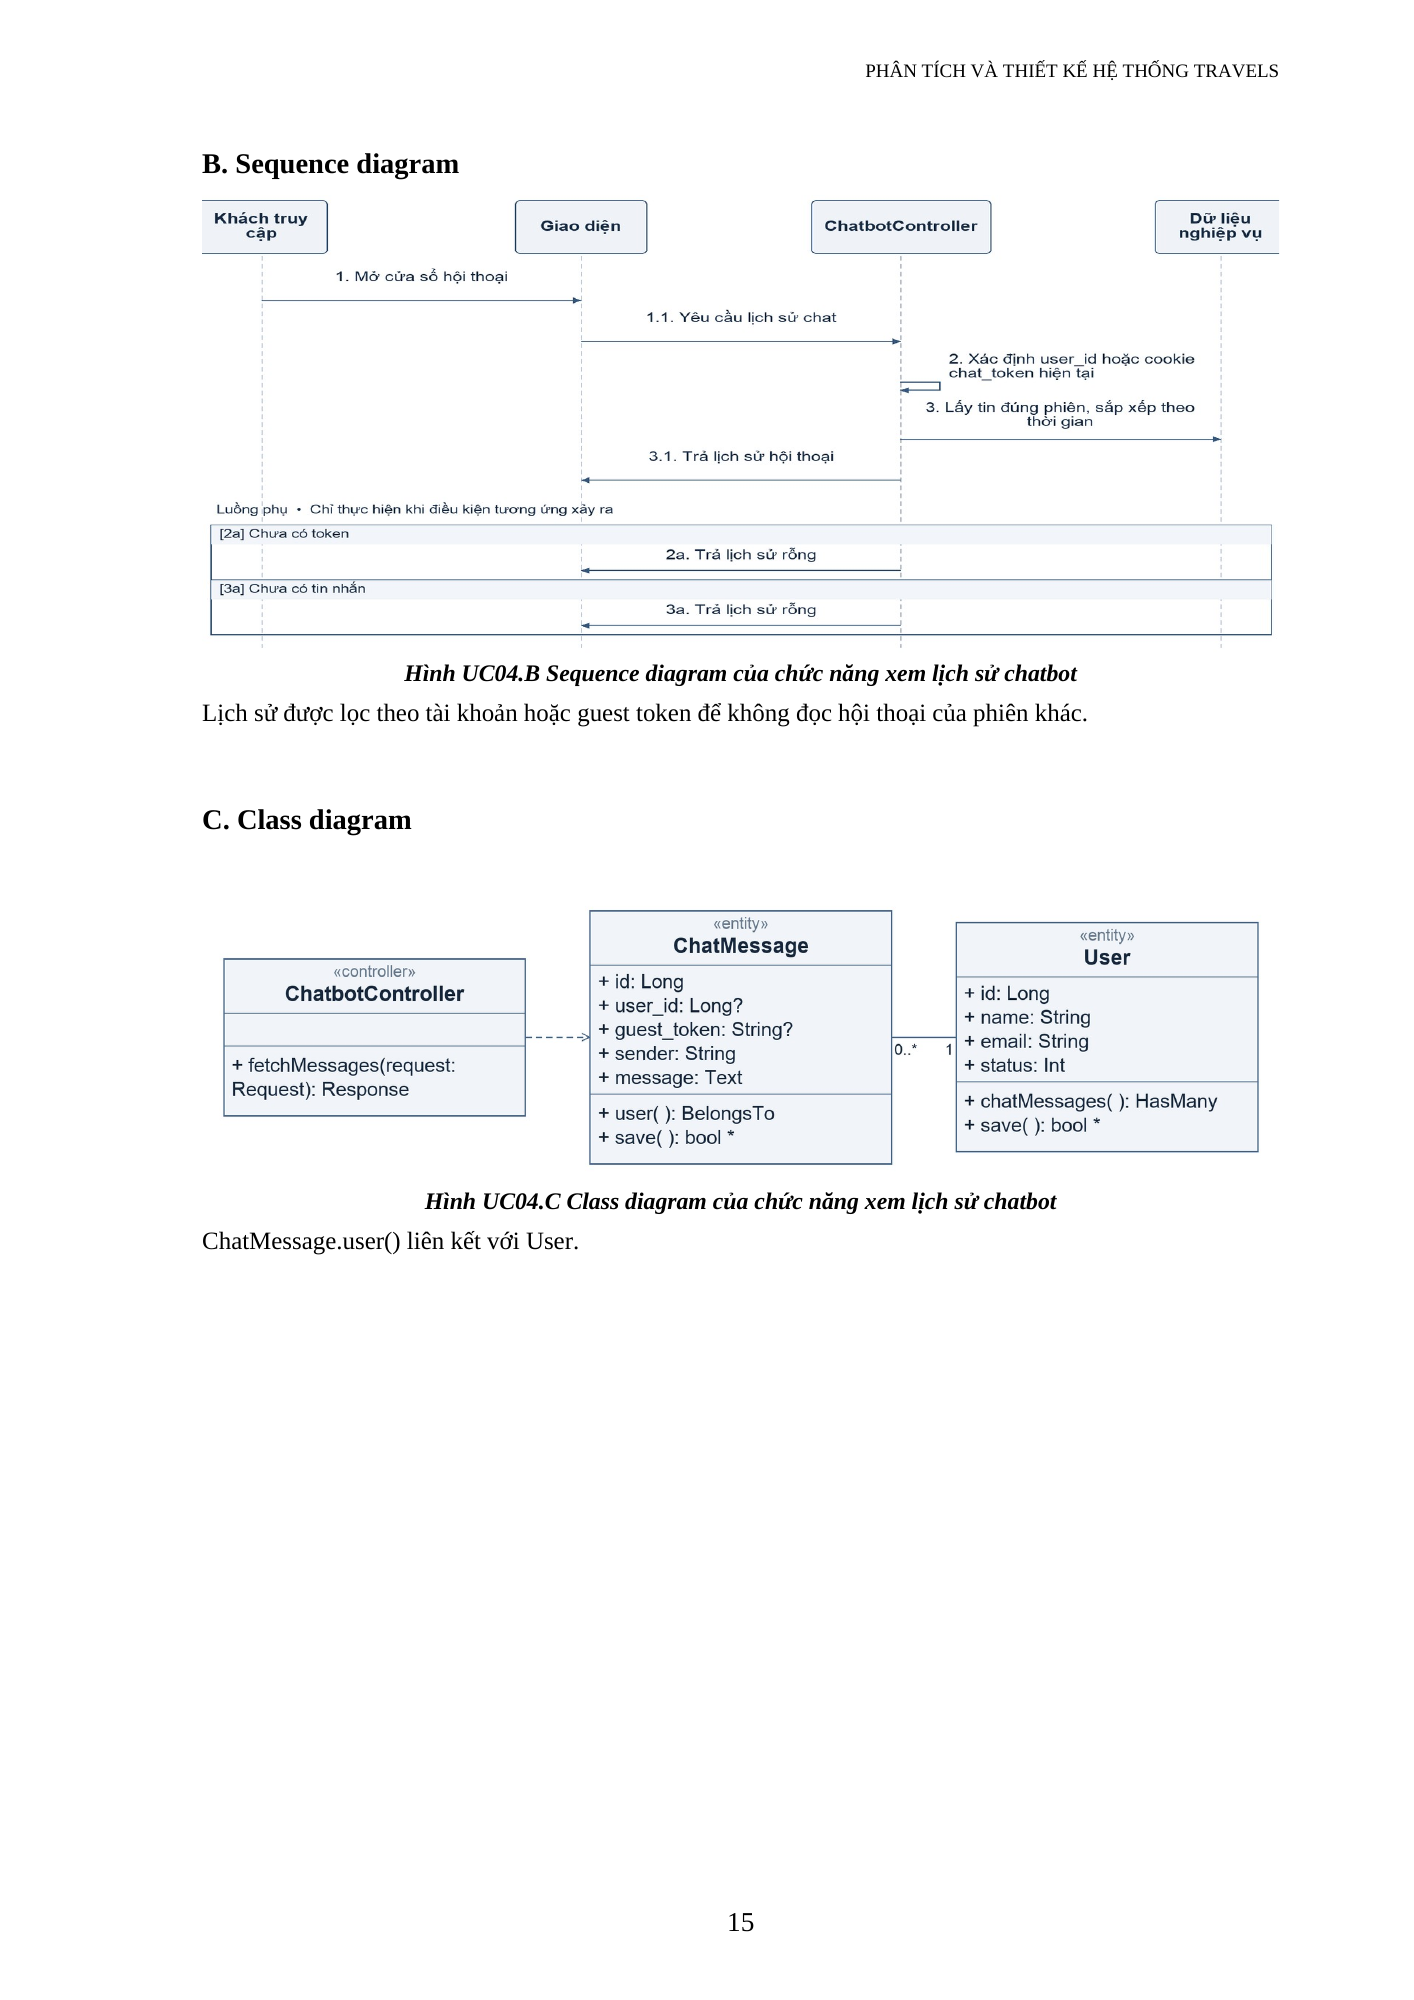 PHÂN TÍCH VÀ THIẾT KẾ HỆ THỐNG TRAVELS
B. Sequence diagram
Khách truy
cập
Giao diện
ChatbotController
Dữ liệu
nghiệp vụ
1. Mở cửa sổ hội thoại
1.1. Yêu cầu lịch sử chat
2. Xác định user_id hoặc cookie
chat_token hiện tại
3. Lấy tin đúng phiên, sắp xếp theo
thời gian
3.1. Trả lịch sử hội thoại
Luồng phụ • Chỉ thực hiện khi điều kiện tương ứng xảy ra
[2a] Chưa có token
2a. Trả lịch sử rỗng
[3a] Chưa có tin nhắn
3a. Trả lịch sử rỗng
Hình UC04.B Sequence diagram của chức năng xem lịch sử chatbot
Lịch sử được lọc theo tài khoản hoặc guest token để không đọc hội thoại của phiên khác.
C. Class diagram
«controller»
ChatbotController
+ fetchMessages(request:
Request): Response
«entity»
ChatMessage
+ id: Long
+ user_id: Long?
+ guest_token: String?
+ sender: String
+ message: Text
+ user( ): BelongsTo
+ save( ): bool *
0..* 1
«entity»
User
+ id: Long
+ name: String
+ email: String
+ status: Int
+ chatMessages( ): HasMany
+ save( ): bool *
Hình UC04.C Class diagram của chức năng xem lịch sử chatbot
ChatMessage.user() liên kết với User.
15